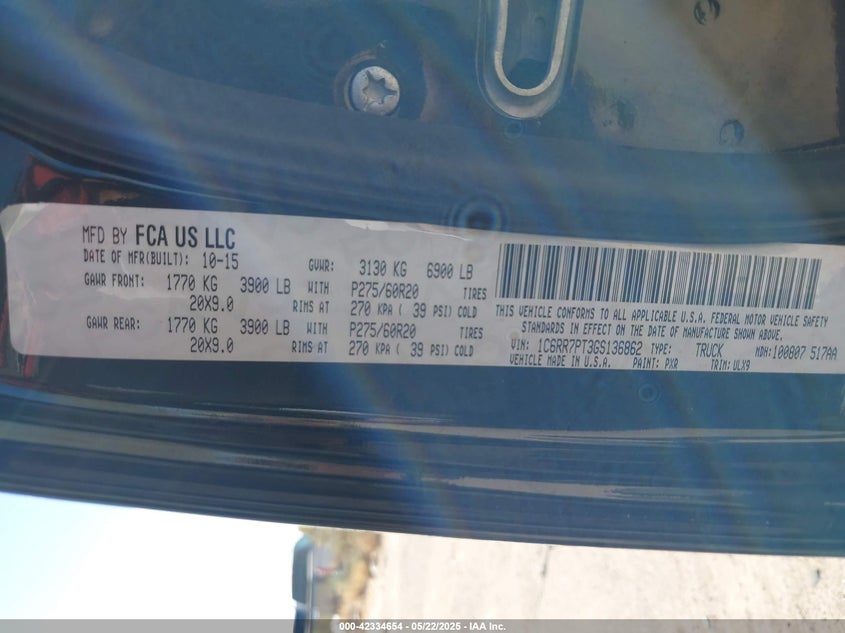 MFD BY FCA US LLC
DATE OF MFR(BUILT): 10-15 GVWR: 3130 KG 6900 LB
GAWR FRONT: 1770 KG 3900 LB WITH P275/60R20 TIRES
20X9.0 RIMS AT 270 KPA ( 39 PSI) COLD
GAWR REAR: 1770 KG 3900 LB WITH P275/60R20 TIRES
20X9.0 RIMS AT 270 KPA ( 39 PSI) COLD
THIS VEHICLE CONFORMS TO ALL APPLICABLE U.S.A. FEDERAL MOTOR VEHICLE SAFETY
STANDARDS IN EFFECT ON THE DATE OF MANUFACTURE SHOWN ABOVE.
VIN: 1C6RR7PT3GS136862 TYPE: TRUCK MDH: 100807 517AA
VEHICLE MADE IN U.S.A. PAINT: PXR TRIM: ULX9
000-42334654 - 05/22/2025 - IAA Inc.